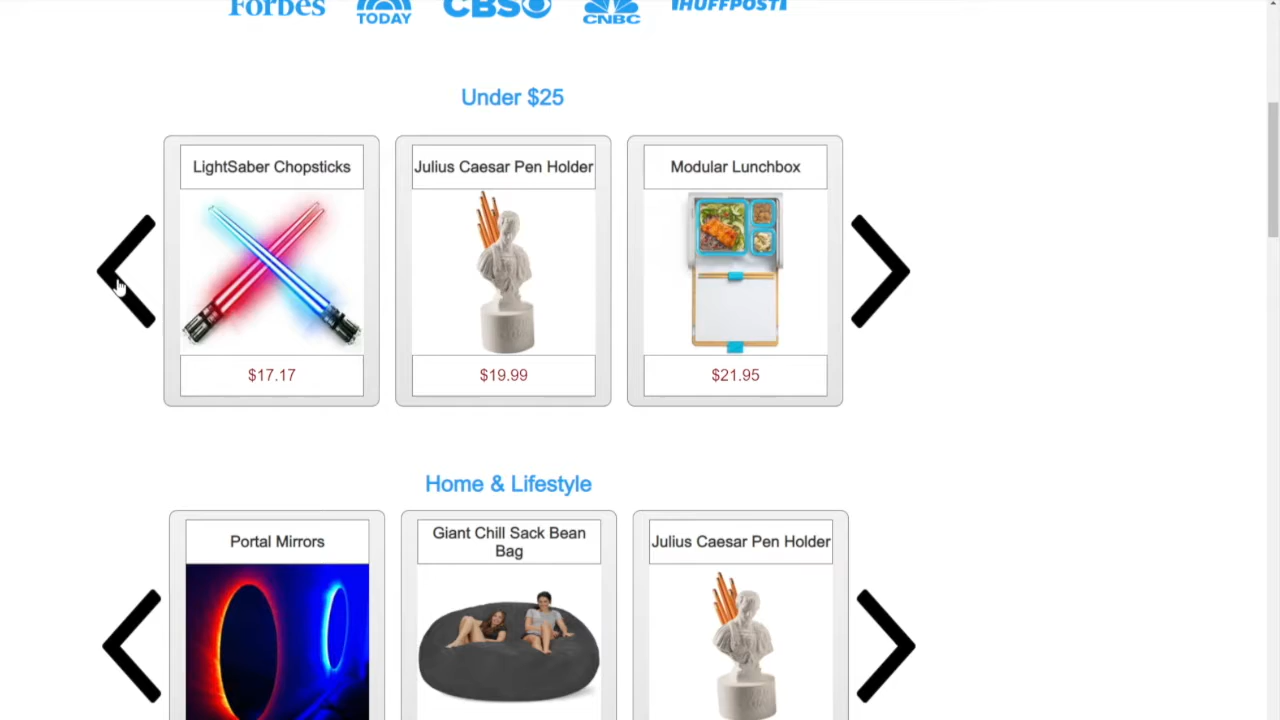 Forbes
TODAY
CBS
CNBC
HUFFPOST
Under $25
LightSaber Chopsticks
Julius Caesar Pen Holder
Modular Lunchbox
$17.17
$19.99
$21.95
Home & Lifestyle
Portal Mirrors
Giant Chill Sack Bean
Bag
Julius Caesar Pen Holder